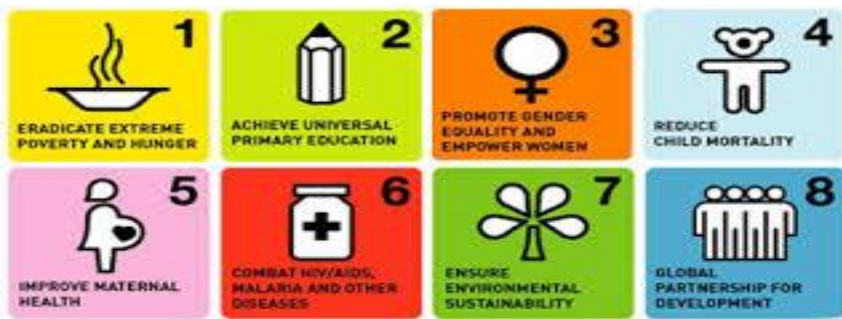 1
ERADICATE EXTREME
POVERTY AND HUNGER
2
ACHIEVE UNIVERSAL
PRIMARY EDUCATION
3
PROMOTE GENDER
EQUALITY AND
EMPOWER WOMEN
4
REDUCE
CHILD MORTALITY
5
IMPROVE MATERNAL
HEALTH
6
COMBAT HIV/AIDS,
MALARIA AND OTHER
DISEASES
7
ENSURE
ENVIRONMENTAL
SUSTAINABILITY
8
GLOBAL
PARTNERSHIP FOR
DEVELOPMENT